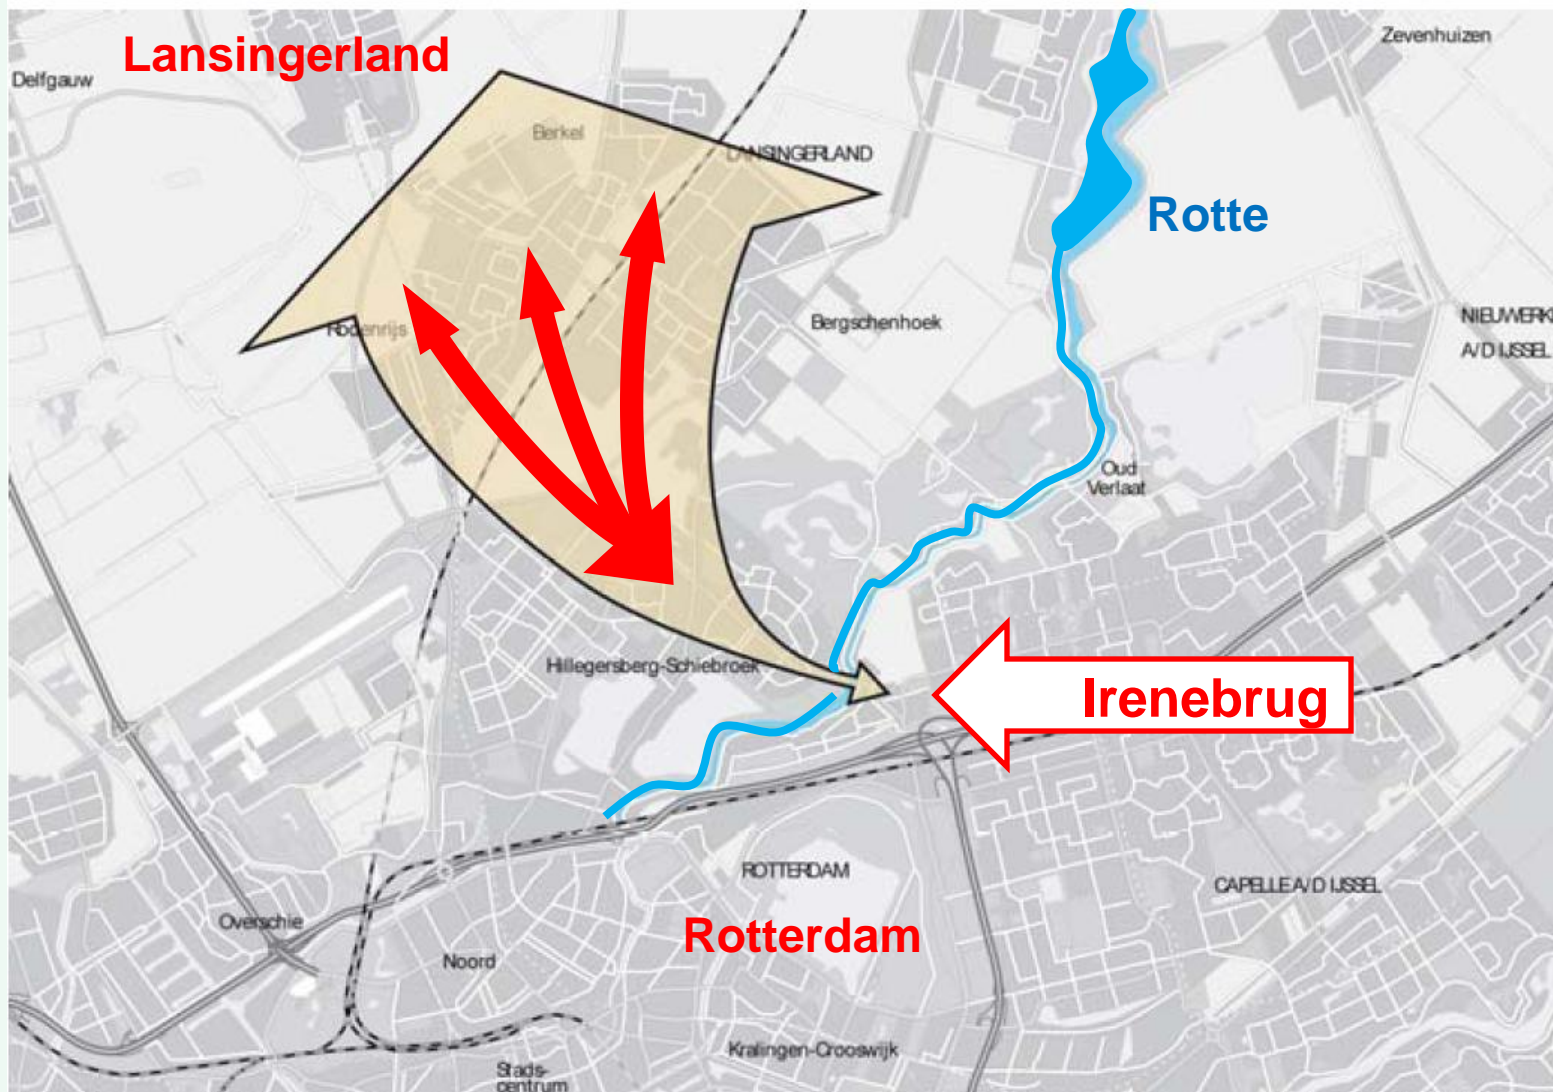 Lansingerland
Zevenhuizen
Delfgauw
Berkel
LANSINGERLAND
Rotte
Rodenrijs
Bergschenhoek
NIEUWERK
A/D IJSSEL
Oud
Verlaat
Hillegersberg-Schiebroek
Irenebrug
ROTTERDAM
CAPELLE A/D IJSSEL
Overschie
Rotterdam
Noord
Kralingen-Crooswijk
Stads-
centrum